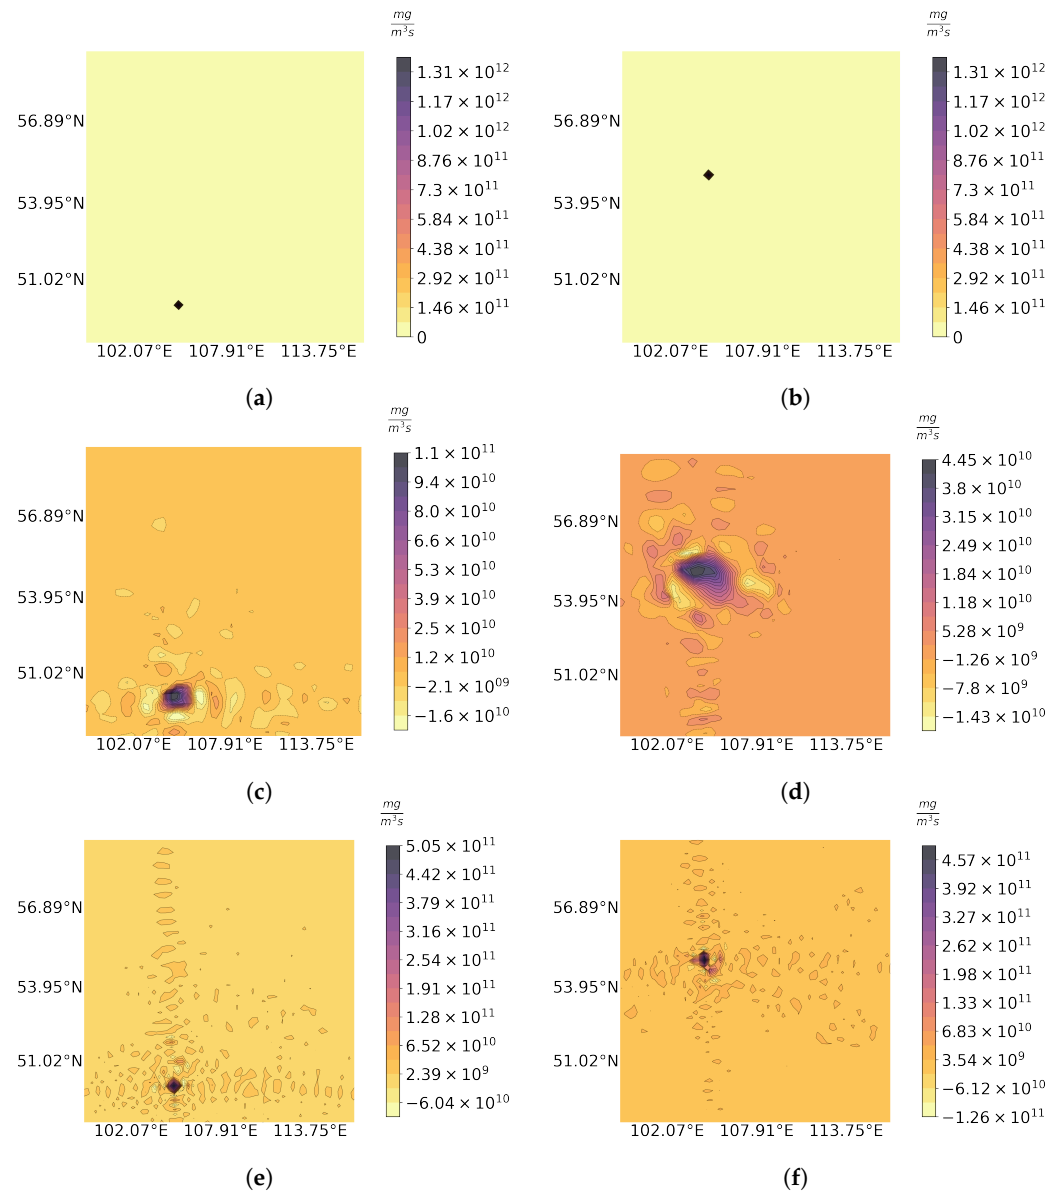 mg/m³s mg/m³s
1.31 × 10¹² 1.31 × 10¹²
56.89°N 1.17 × 10¹² 56.89°N 1.17 × 10¹²
1.02 × 10¹² 1.02 × 10¹²
8.76 × 10¹¹ 8.76 × 10¹¹
53.95°N 7.3 × 10¹¹ 53.95°N 7.3 × 10¹¹
5.84 × 10¹¹ 5.84 × 10¹¹
4.38 × 10¹¹ 4.38 × 10¹¹
51.02°N 2.92 × 10¹¹ 51.02°N 2.92 × 10¹¹
1.46 × 10¹¹ 1.46 × 10¹¹
0 0
102.07°E 107.91°E 113.75°E 102.07°E 107.91°E 113.75°E
(a) (b)
mg/m³s mg/m³s
1.1 × 10¹¹ 4.45 × 10¹⁰
9.4 × 10¹⁰ 3.8 × 10¹⁰
56.89°N 8.0 × 10¹⁰ 56.89°N 3.15 × 10¹⁰
6.6 × 10¹⁰ 2.49 × 10¹⁰
5.3 × 10¹⁰ 1.84 × 10¹⁰
53.95°N 3.9 × 10¹⁰ 53.95°N 1.18 × 10¹⁰
2.5 × 10¹⁰ 5.28 × 10⁹
1.2 × 10¹⁰ −1.26 × 10⁹
51.02°N −2.1 × 10⁰⁹ 51.02°N −7.8 × 10⁹
−1.6 × 10¹⁰ −1.43 × 10¹⁰
102.07°E 107.91°E 113.75°E 102.07°E 107.91°E 113.75°E
(c) (d)
mg/m³s mg/m³s
5.05 × 10¹¹ 4.57 × 10¹¹
4.42 × 10¹¹ 3.92 × 10¹¹
56.89°N 3.79 × 10¹¹ 56.89°N 3.27 × 10¹¹
3.16 × 10¹¹ 2.62 × 10¹¹
2.54 × 10¹¹ 1.98 × 10¹¹
53.95°N 1.91 × 10¹¹ 53.95°N 1.33 × 10¹¹
1.28 × 10¹¹ 6.83 × 10¹⁰
6.52 × 10¹⁰ 3.54 × 10⁹
51.02°N 2.39 × 10⁹ 51.02°N −6.12 × 10¹⁰
−6.04 × 10¹⁰ −1.26 × 10¹¹
102.07°E 107.91°E 113.75°E 102.07°E 107.91°E 113.75°E
(e) (f)